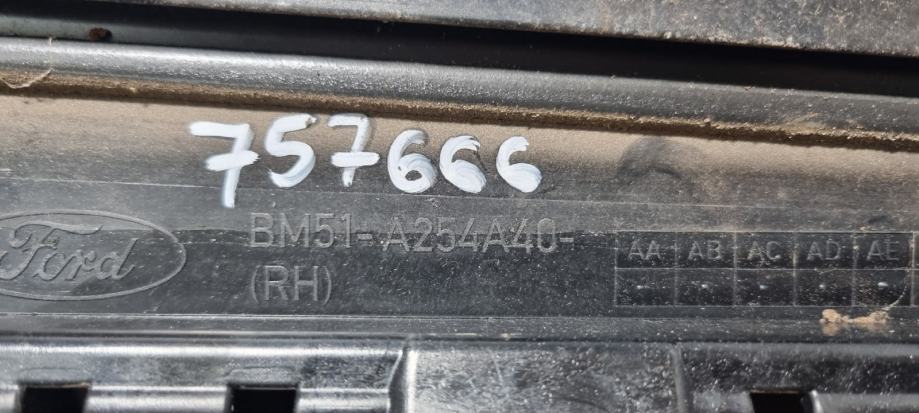 757666
Ford
BM51-A254A40-
(RH)
AA AB AC AD AE